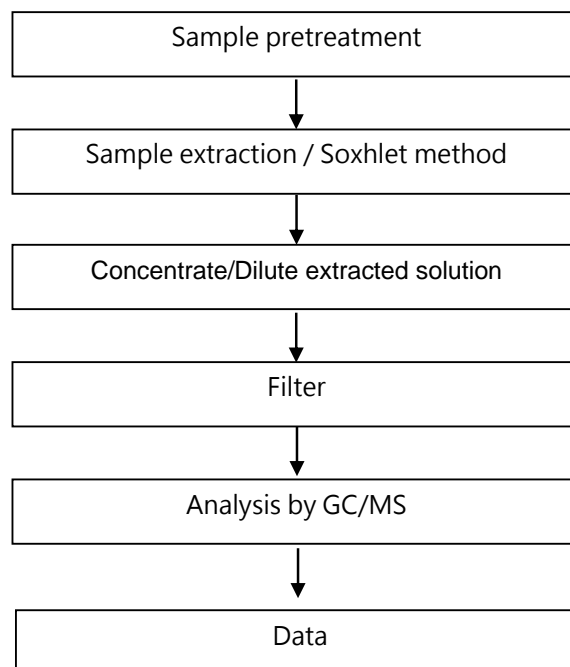 Sample pretreatment
Sample extraction / Soxhlet method
Concentrate/Dilute extracted solution
Filter
Analysis by GC/MS
Data